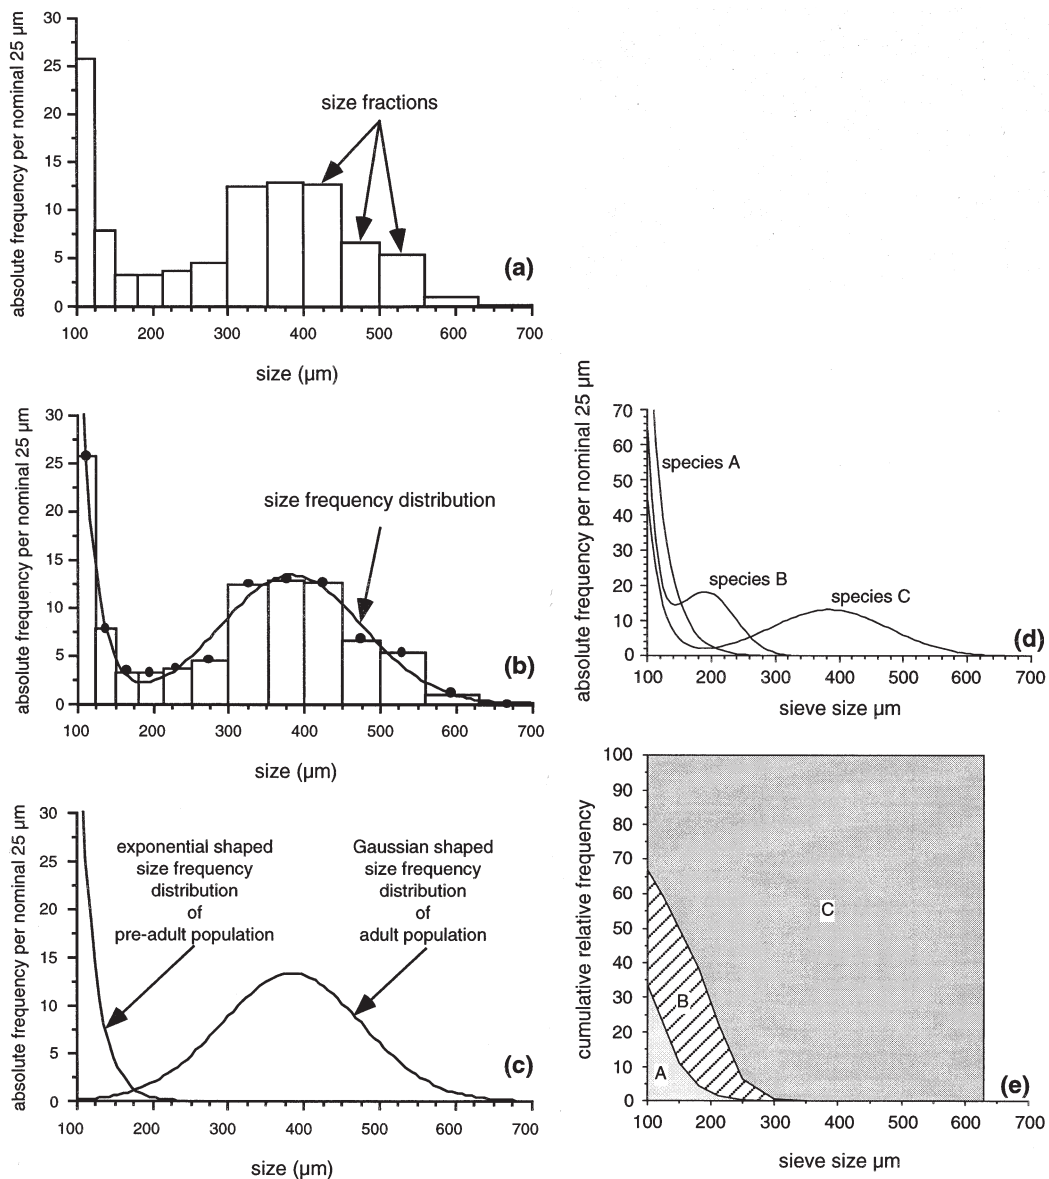 absolute frequency per nominal 25 µm
30
25
20
15
10
5
0
100
200
300
400
500
600
700
size (µm)
size fractions
(a)
absolute frequency per nominal 25 µm
30
25
20
15
10
5
0
100
200
300
400
500
600
700
size (µm)
size frequency distribution
(b)
absolute frequency per nominal 25 µm
30
25
20
15
10
5
0
100
200
300
400
500
600
700
size (µm)
exponential shaped
size frequency
distribution
of
pre-adult population
Gaussian shaped
size frequency
distribution
of
adult population
(c)
absolute frequency per nominal 25 µm
70
60
50
40
30
20
10
0
100
200
300
400
500
600
700
sieve size µm
species A
species B
species C
(d)
cumulative relative frequency
100
90
80
70
60
50
40
30
20
10
0
100
200
300
400
500
600
700
sieve size µm
A
B
C
(e)